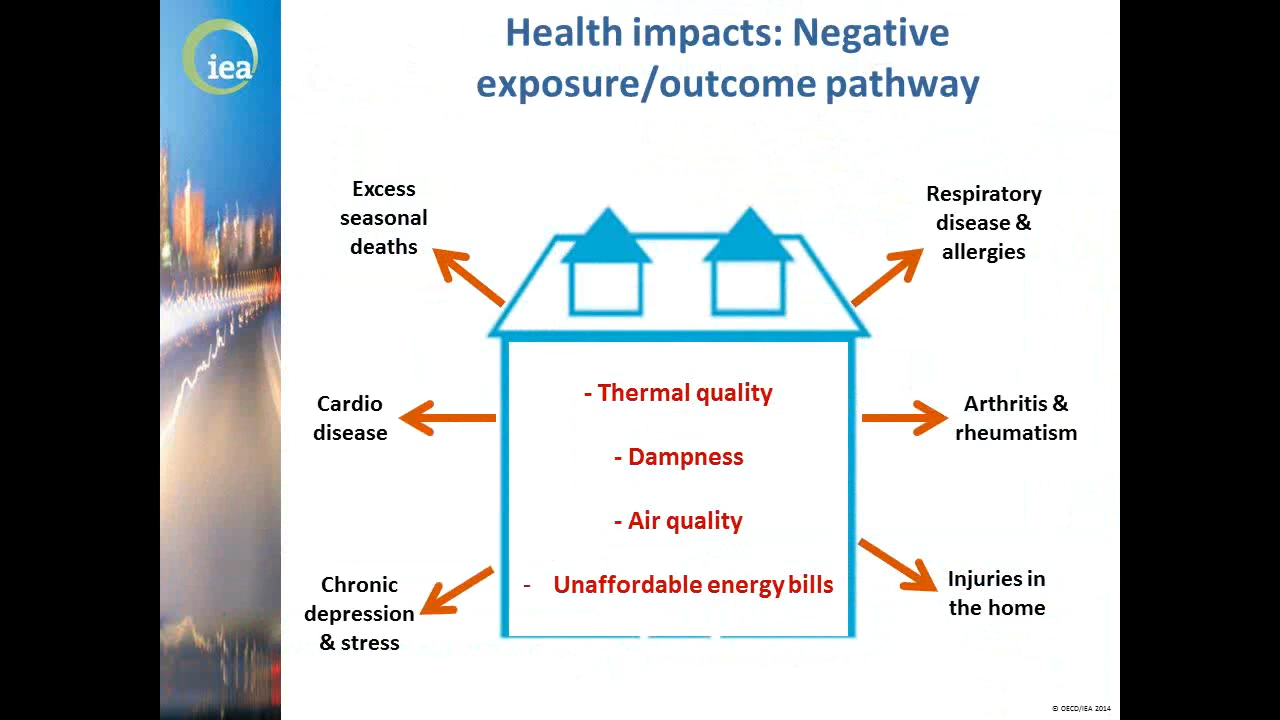 iea
Health impacts: Negative
exposure/outcome pathway
Excess
seasonal
deaths
Respiratory
disease &
allergies
- Thermal quality
Cardio
disease
Arthritis &
rheumatism
- Dampness
- Air quality
- Unaffordable energy bills
Chronic
depression
& stress
Injuries in
the home
© OECD/IEA 2014